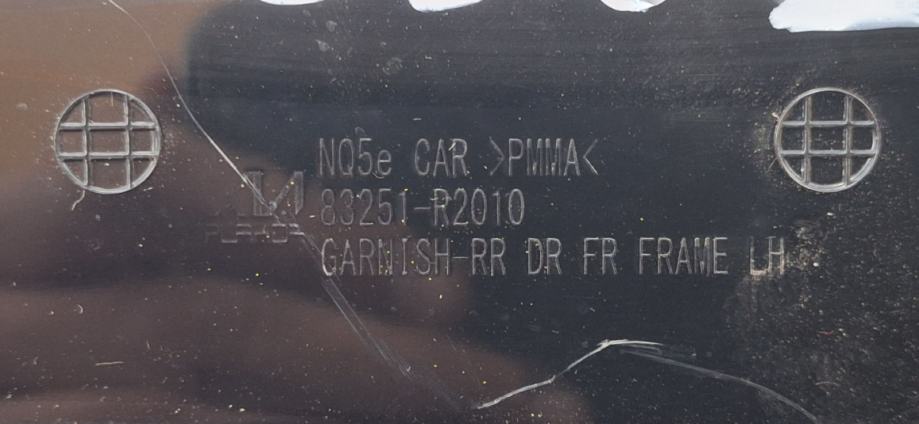 NQ5e CAR >PMMA<
83251-R2010
GARNISH-RR DR FR FRAME LH